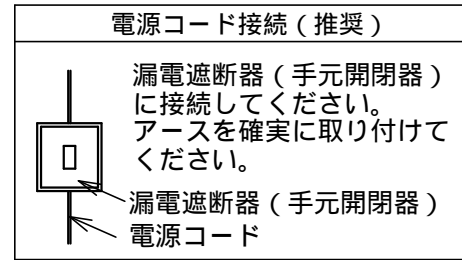 電源コード接続(推奨)
漏電遮断器(手元開閉器)
に接続してください。
アースを確実に取り付けて
ください。
漏電遮断器(手元開閉器)
電源コード